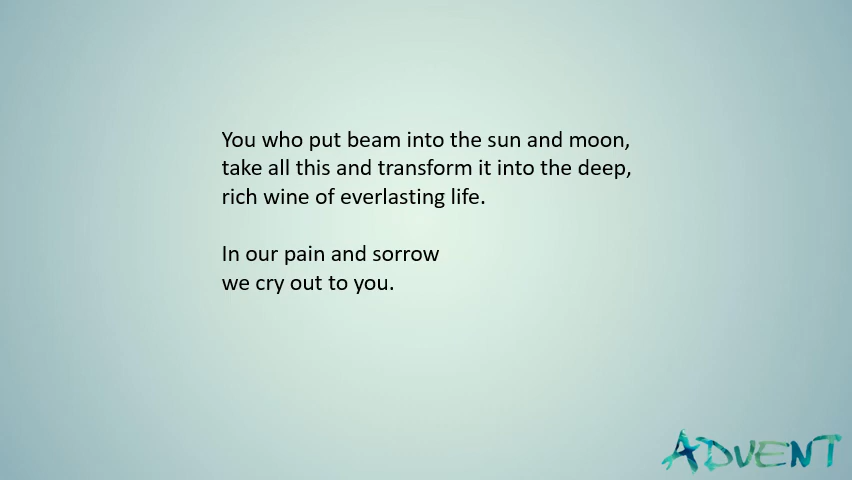 You who put beam into the sun and moon,
take all this and transform it into the deep,
rich wine of everlasting life.
In our pain and sorrow
we cry out to you.
ADVENT